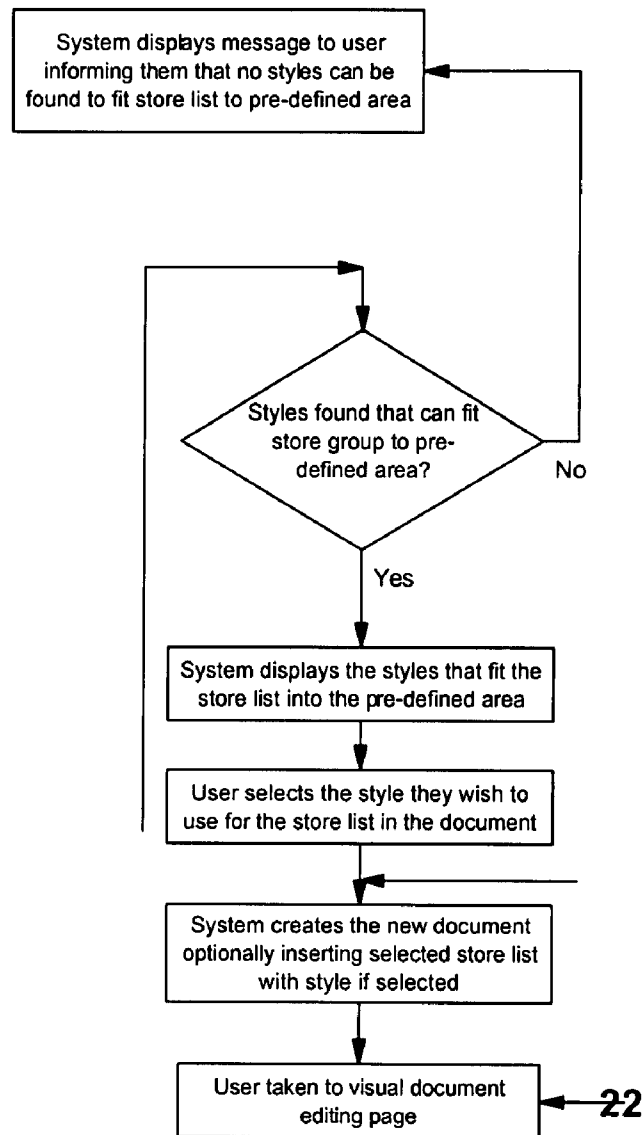 System displays message to user
informing them that no styles can be
found to fit store list to pre-defined area
Styles found that can fit
store group to pre-
defined area?
No
Yes
System displays the styles that fit the
store list into the pre-defined area
User selects the style they wish to
use for the store list in the document
System creates the new document
optionally inserting selected store list
with style if selected
User taken to visual document
editing page
22